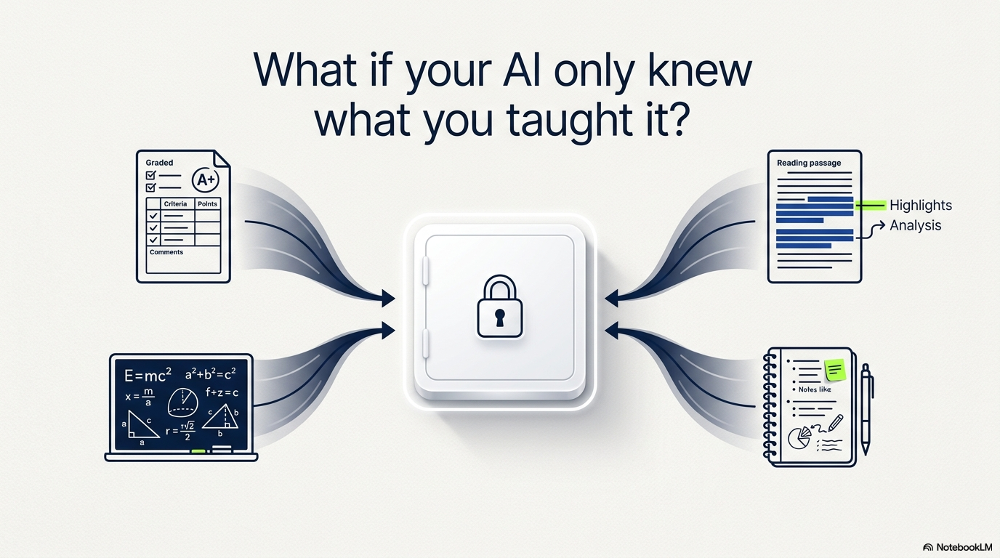 What if your AI only knew
what you taught it?
Graded
A+
Criteria Points
Comments
Reading passage
Highlights
Analysis
E=mc² a²+b²=c²
x = m/a
f+z=c
a c
a
c b
b
r = π√2/2
Notes like
NotebookLM